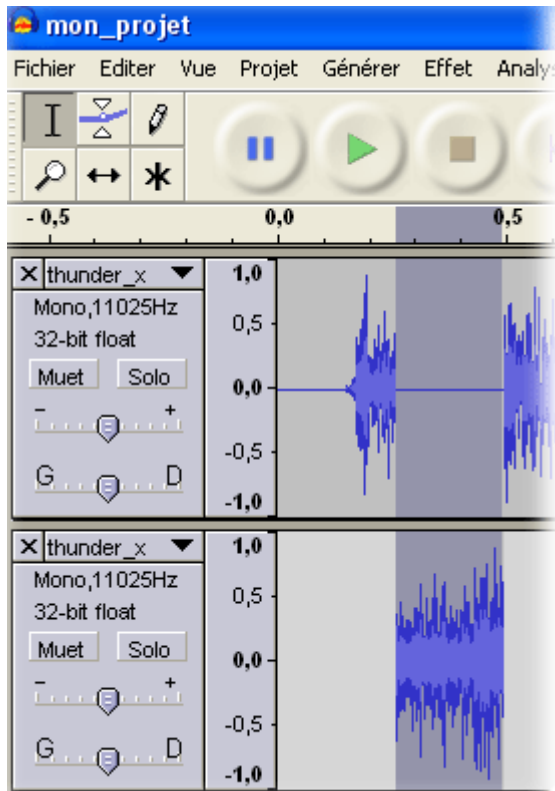 mon_projet
Fichier Editer Vue Projet Générer Effet Analys
- 0,5 0,0 0,5
X thunder_x
Mono,11025Hz
32-bit float
Muet Solo
- +
G D
1,0
0,5
0,0
-0,5
-1,0
X thunder_x
Mono,11025Hz
32-bit float
Muet Solo
- +
G D
1,0
0,5
0,0
-0,5
-1,0